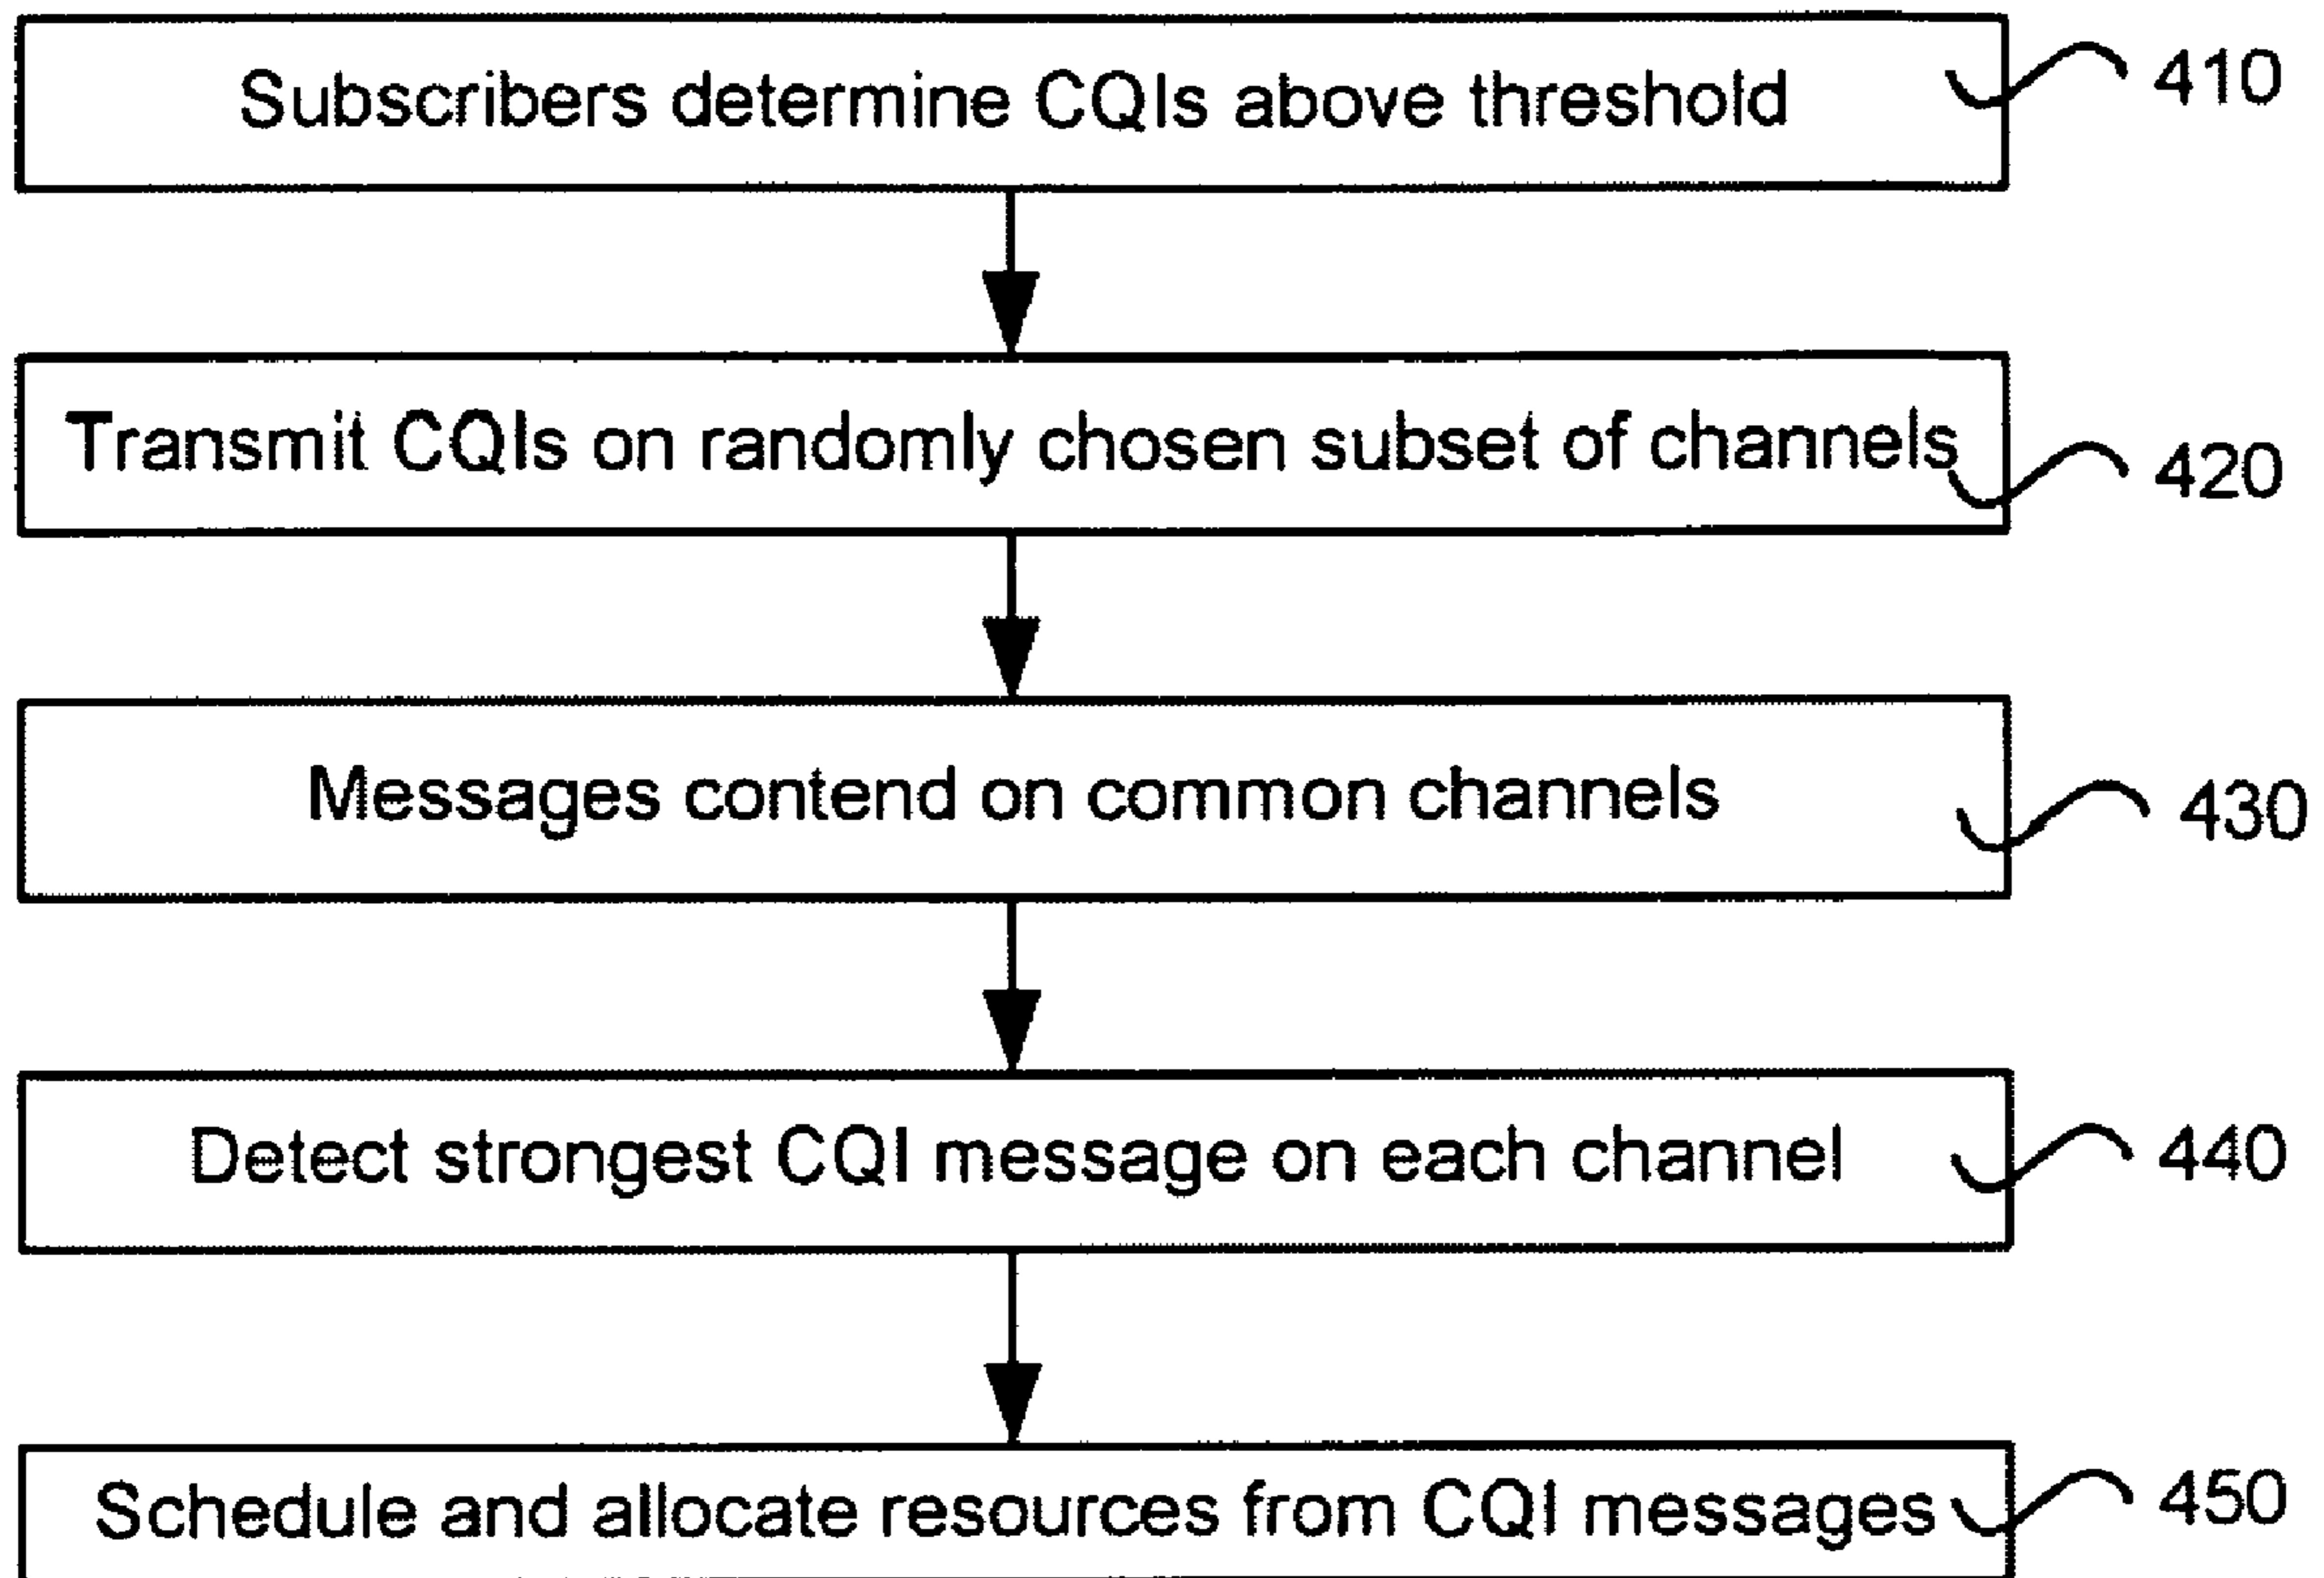 Subscribers determine CQIs above threshold 410
Transmit CQIs on randomly chosen subset of channels 420
Messages contend on common channels 430
Detect strongest CQI message on each channel 440
Schedule and allocate resources from CQI messages 450